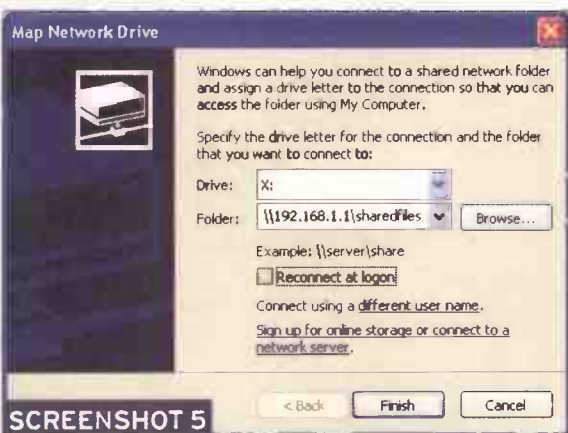 Map Network Drive
Windows can help you connect to a shared network folder
and assign a drive letter to the connection so that you can
access the folder using My Computer.
Specify the drive letter for the connection and the folder
that you want to connect to:
Drive: X:
Folder: \\192.168.1.1\sharedfiles Browse...
Example: \\server\share
Reconnect at logon
Connect using a different user name.
Sign up for online storage or connect to a
network server.
< Back Finish Cancel
SCREENSHOT 5